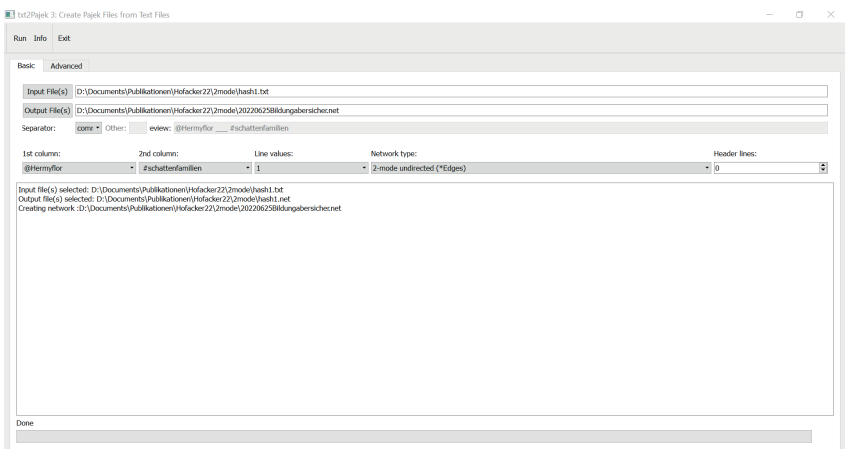 txt2Pajek 3: Create Pajek Files from Text Files
Run Info Exit
Basic Advanced
Input File(s) D:\Documents\Publikationen\Hofacker22\2mode\hash1.txt
Output File(s) D:\Documents\Publikationen\Hofacker22\2mode\20220625Bildungabersicher.net
Separator: comr Other: eview: @Hermyflor ___ #schattenfamilien
1st column: 2nd column: Line values: Network type: Header lines:
@Hermyflor #schattenfamilien 1 2-mode undirected (*Edges) 0
Input file(s) selected: D:\Documents\Publikationen\Hofacker22\2mode\hash1.txt
Output file(s) selected: D:\Documents\Publikationen\Hofacker22\2mode\hash1.net
Creating network :D:\Documents\Publikationen\Hofacker22\2mode\20220625Bildungabersicher.net
Done